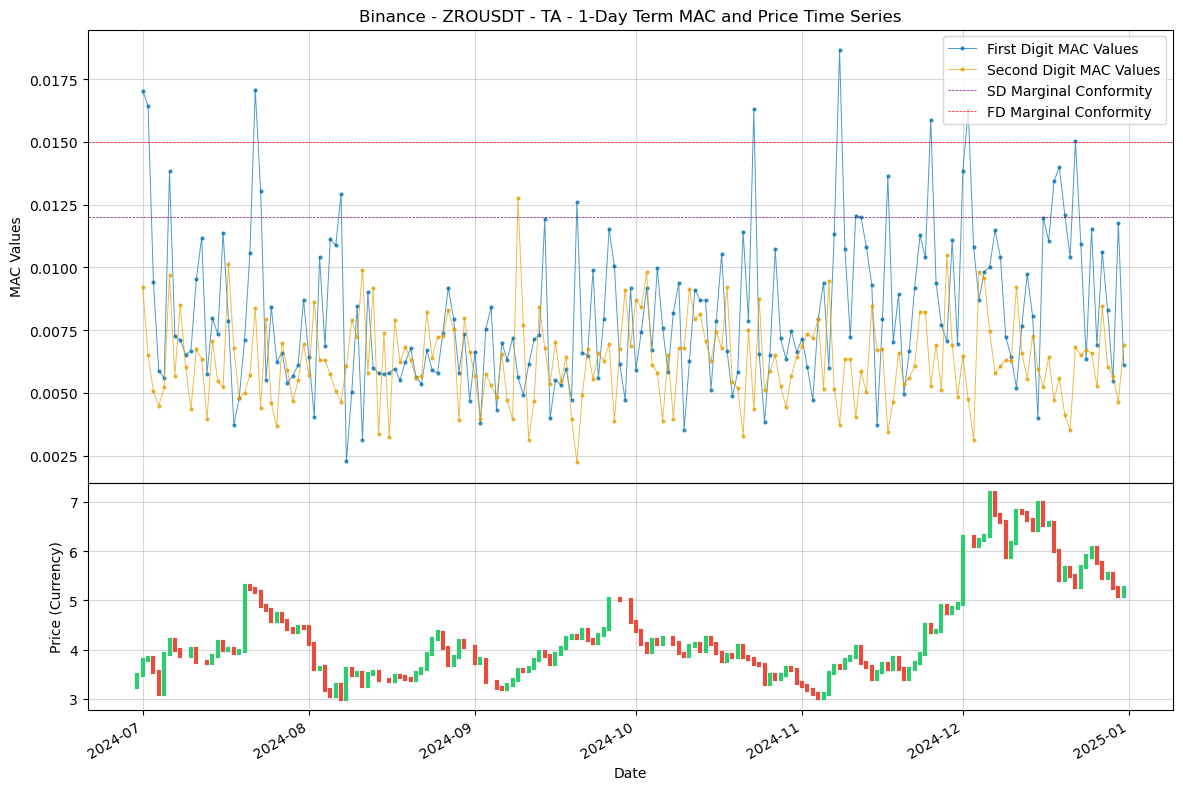 Binance - ZROUSDT - TA - 1-Day Term MAC and Price Time Series
First Digit MAC Values
Second Digit MAC Values
SD Marginal Conformity
FD Marginal Conformity
MAC Values
0.0175
0.0150
0.0125
0.0100
0.0075
0.0050
0.0025
Price (Currency)
7
6
5
4
3
2024-07
2024-08
2024-09
2024-10
2024-11
2024-12
2025-01
Date